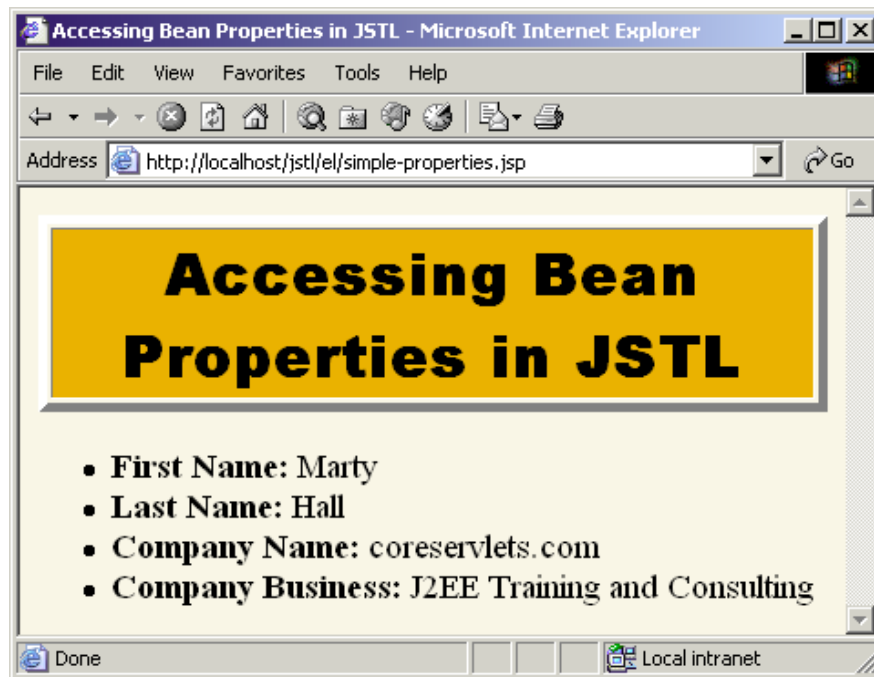 Accessing Bean Properties in JSTL - Microsoft Internet Explorer
File Edit View Favorites Tools Help
Address http://localhost/jstl/el/simple-properties.jsp Go
Accessing Bean
Properties in JSTL
First Name: Marty
Last Name: Hall
Company Name: coreservlets.com
Company Business: J2EE Training and Consulting
Done Local intranet